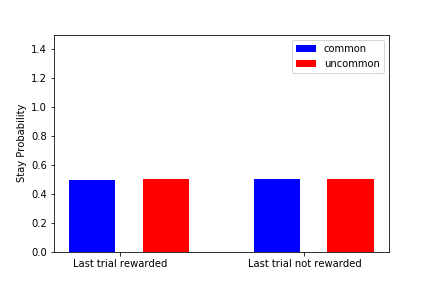 1.4
1.2
1.0
0.8
0.6
0.4
0.2
0.0
Stay Probability
common
uncommon
Last trial rewarded
Last trial not rewarded